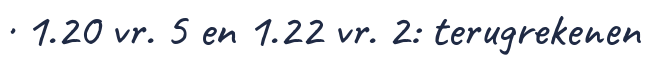 · 1.20 vr. 5 en 1.22 vr. 2: terugrekenen